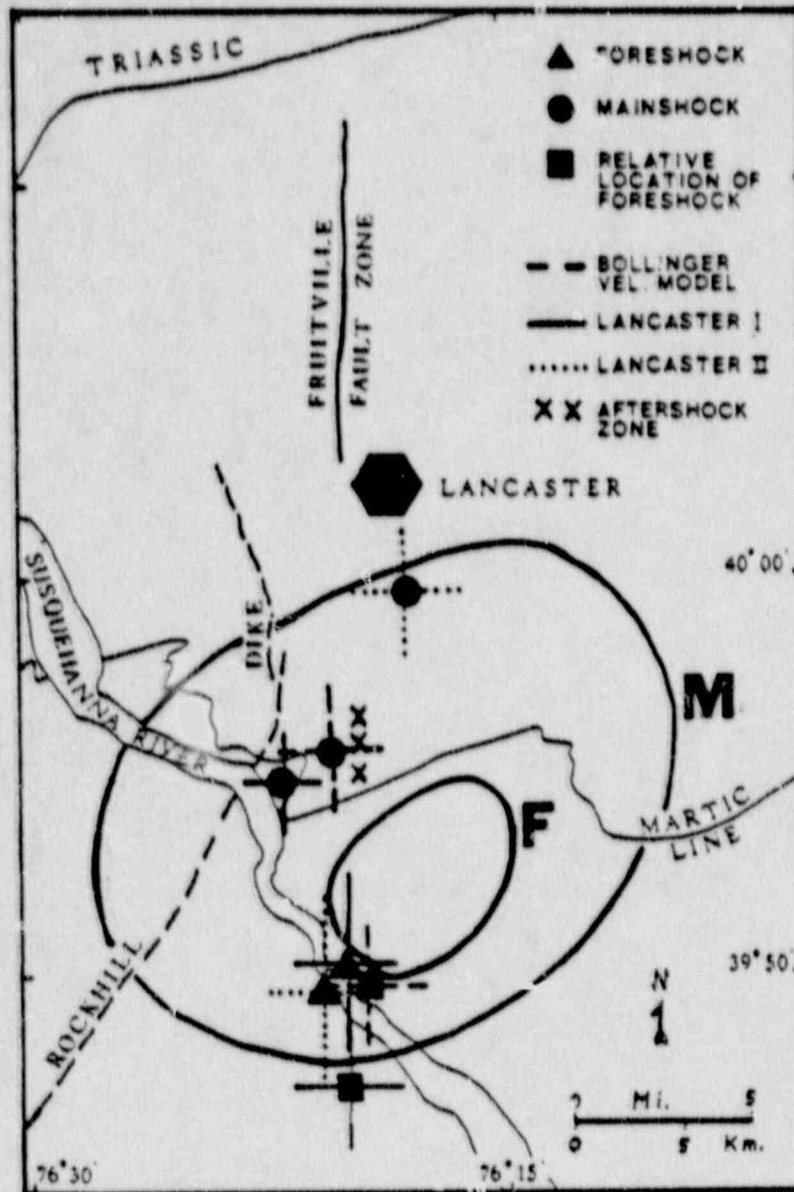 TRIASSIC
FORESHOCK
MAINSHOCK
RELATIVE
LOCATION OF
FORESHOCK
BOLLINGER
VEL. MODEL
LANCASTER I
LANCASTER II
X X AFTERSHOCK
ZONE
FRUITVILLE
FAULT ZONE
LANCASTER
40° 00'
SUSQUEHANNA RIVER
DIKE
M
X X
X
X
F
MARTIC
LINE
39° 50'
ROCKHILL
N
Mi. 5
0 5 Km.
76° 30'
76° 15'